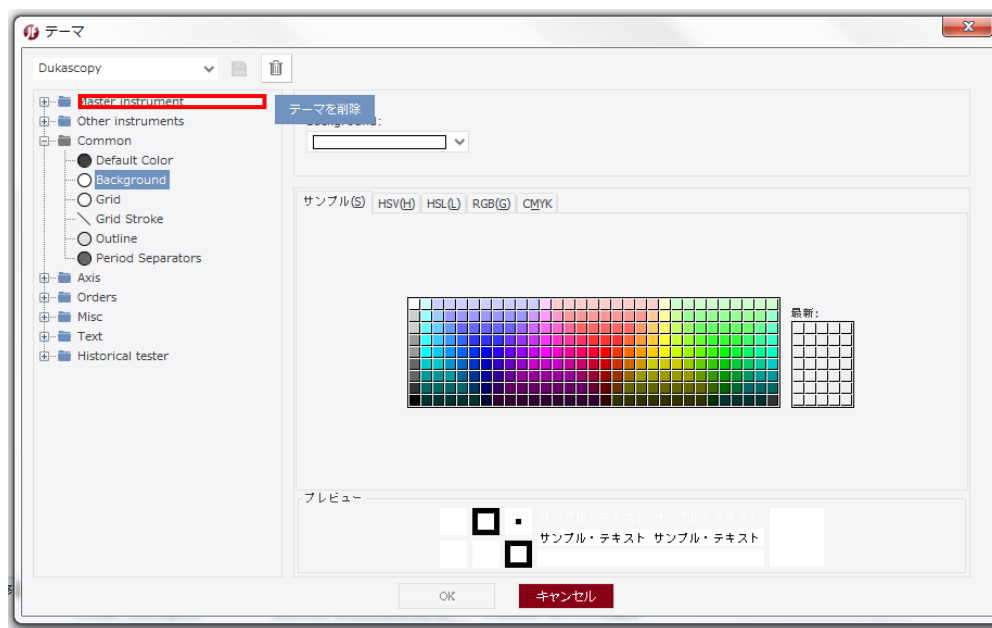 テーマ
Dukascopy
テーマを削除
Master instrument
Other instruments
Common
Default Color
Background
Grid
Grid Stroke
Outline
Period Separators
Axis
Orders
Misc
Text
Historical tester
Background:
サンプル(S) HSV(H) HSL(L) RGB(G) CMYK
最新:
プレビュー
サンプル・テキスト サンプル・テキスト
サンプル・テキスト サンプル・テキスト
OK キャンセル